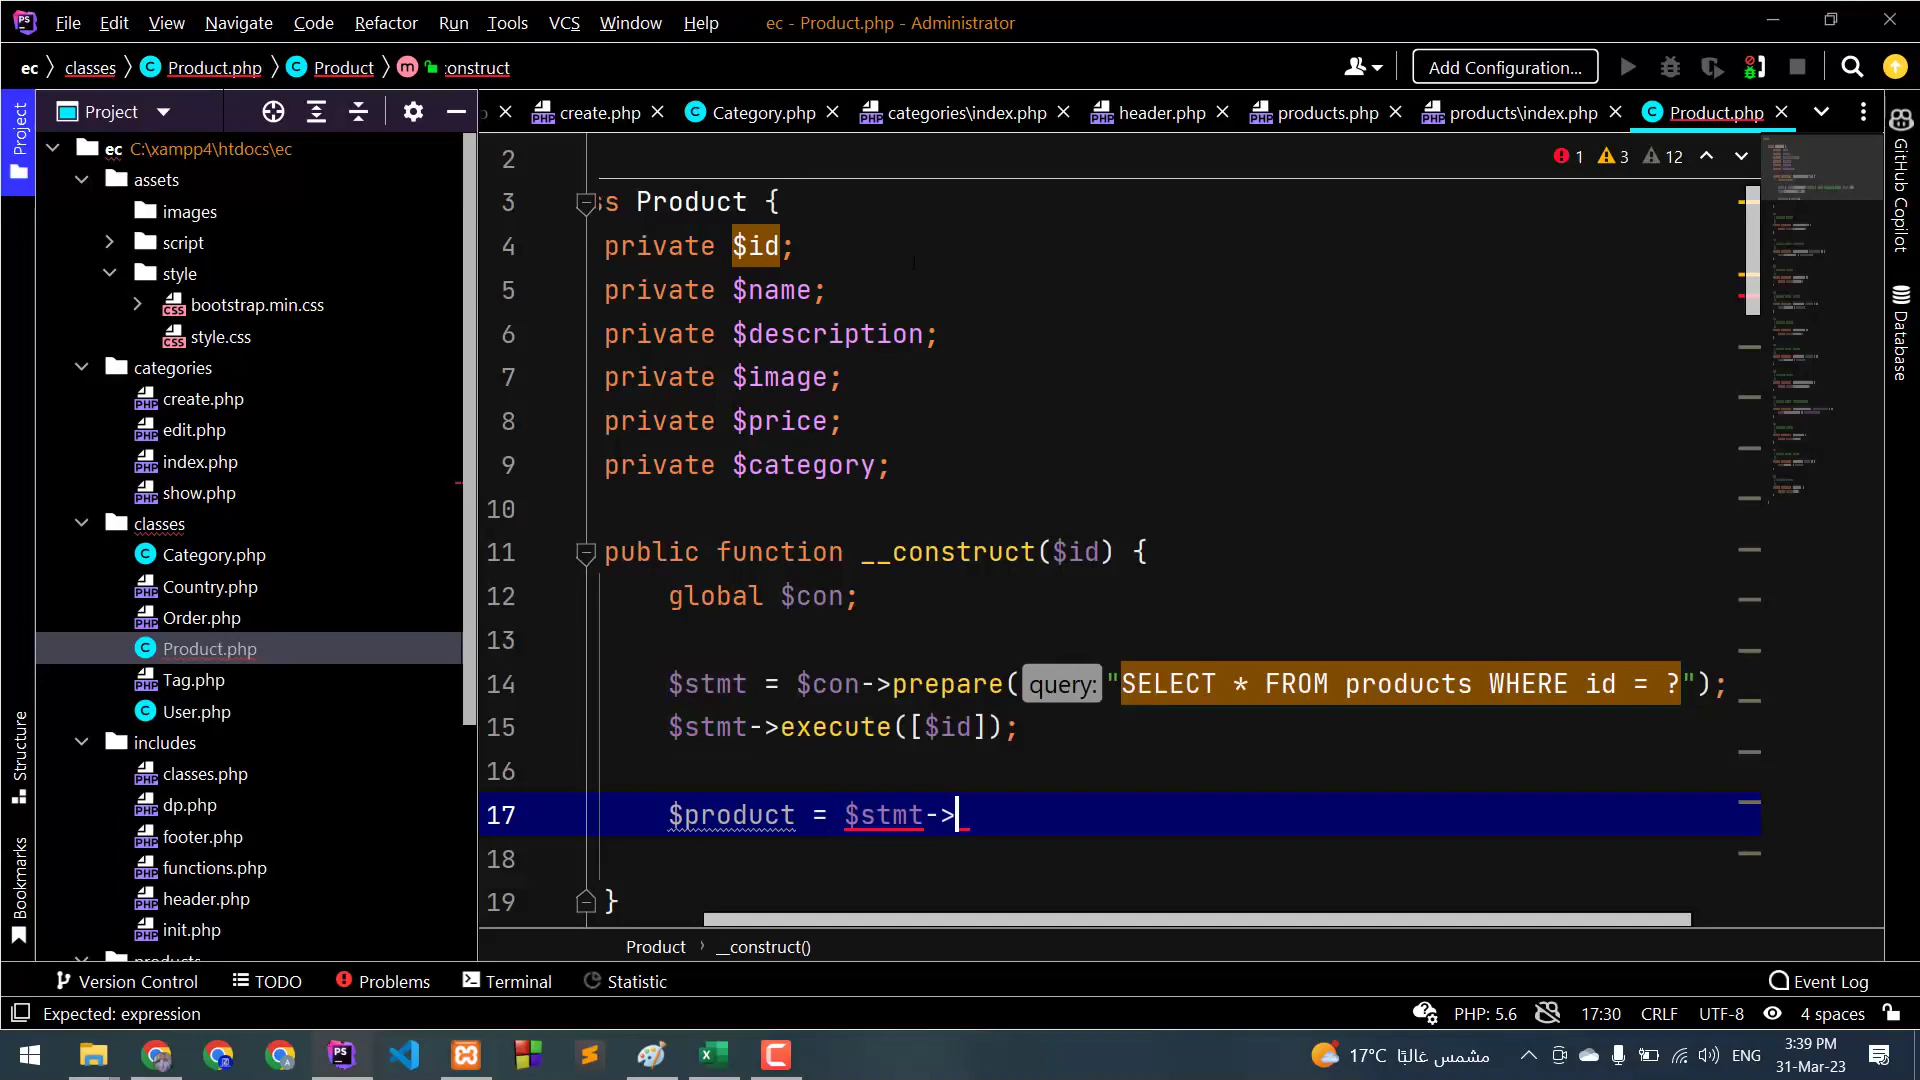 File Edit View Navigate Code Refactor Run Tools VCS Window Help ec - Product.php - Administrator
ec classes Product.php Product m :onstruct Add Configuration...
Project
create.php Category.php categories\index.php header.php products.php products\index.php Product.php
Project
ec C:\xampp4\htdocs\ec
assets
images
script
style
bootstrap.min.css
style.css
categories
create.php
edit.php
index.php
show.php
classes
Category.php
Country.php
Order.php
Product.php
Tag.php
User.php
includes
classes.php
dp.php
footer.php
functions.php
header.php
init.php
products
Structure
Bookmarks
1 3 12
2
3 s Product {
4 private $id;
5 private $name;
6 private $description;
7 private $image;
8 private $price;
9 private $category;
10
11 public function __construct($id) {
12 global $con;
13
14 $stmt = $con->prepare( query: "SELECT * FROM products WHERE id = ?");
15 $stmt->execute([$id]);
16
17 $product = $stmt->
18
19 }
Product › __construct()
GitHub Copilot
Database
Version Control TODO Problems Terminal Statistic Event Log
Expected: expression PHP: 5.6 17:30 CRLF UTF-8 4 spaces
17°C مشمس غالبًا ENG 3:39 PM
31-Mar-23